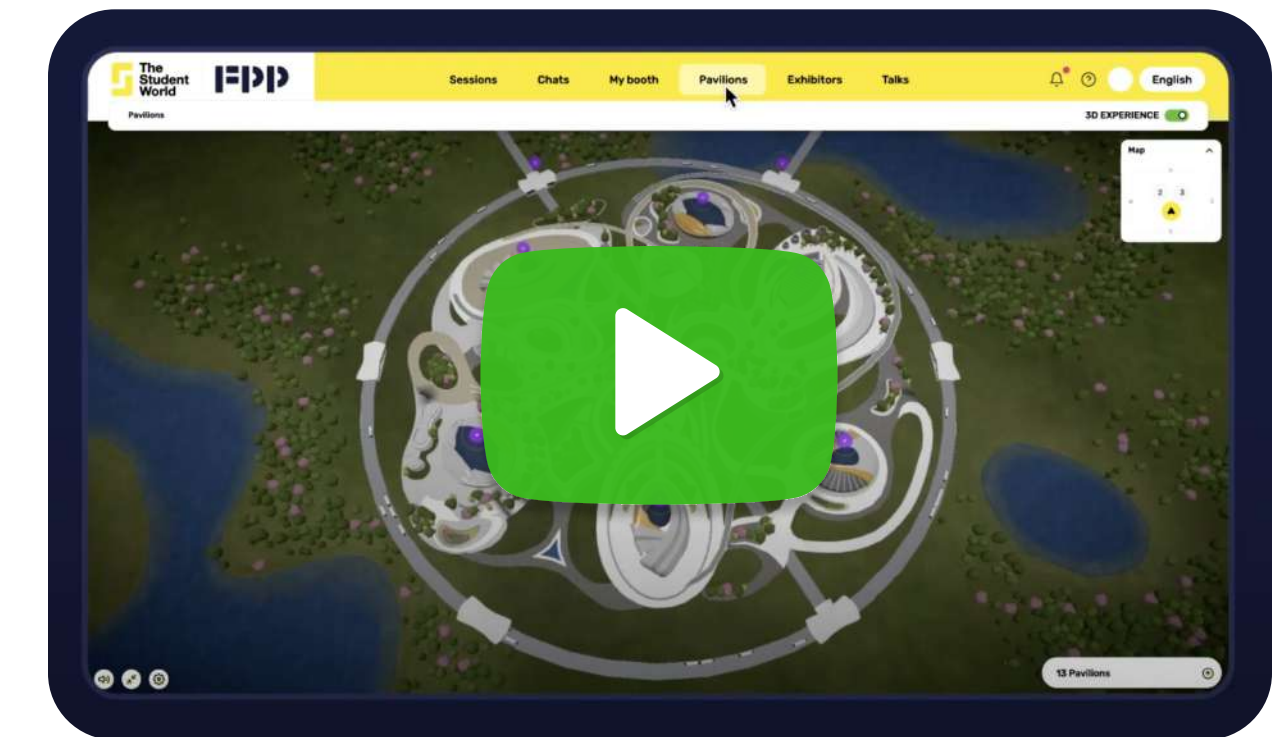 The
Student
World
FPP
Sessions
Chats
My booth
Pavilions
Exhibitors
Talks
English
Pavilions
3D EXPERIENCE
Map
2 3
13 Pavilions